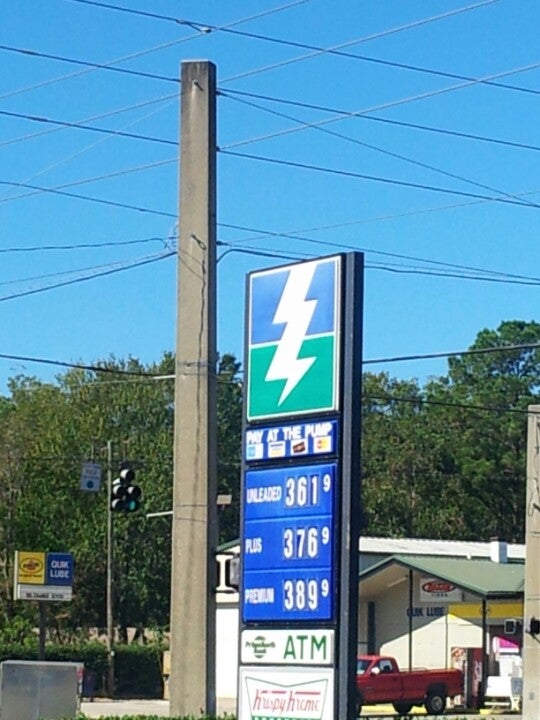 PAY AT THE PUMP
UNLEADED 361 9
PLUS 376 9
PREMIUM 389 9
ATM
Krispy Kreme
QUIK
LUBE
QUIK LUBE